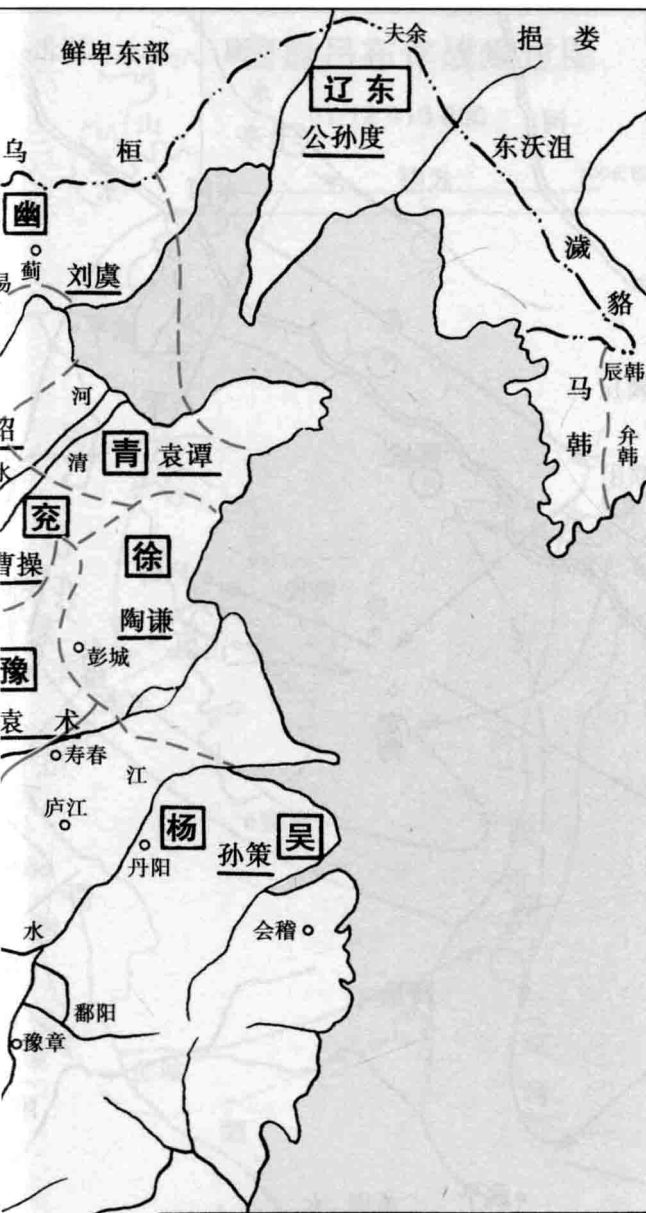 鲜卑东部
夫余
挹娄
辽东
公孙度
乌桓
东沃沮
幽
蓟
易
刘虞
濊貊
辰韩
马韩
弁韩
河
清
青
袁谭
绍
水
兖
曹操
徐
陶谦
彭城
豫
袁术
寿春
江
庐江
杨
吴
丹阳
孙策
水
会稽
鄱阳
豫章